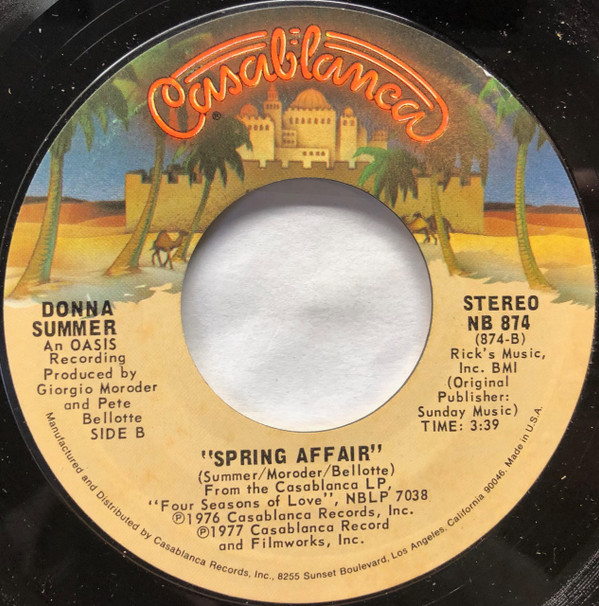 Casablanca
®
DONNA
SUMMER
An OASIS
Recording
Produced by
Giorgio Moroder
and Pete
Bellotte
SIDE B
STEREO
NB 874
(874-B)
Rick's Music,
Inc. BMI
(Original
Publisher:
Sunday Music)
TIME: 3:39
"SPRING AFFAIR"
(Summer/Moroder/Bellotte)
From the Casablanca LP,
"Four Seasons of Love", NBLP 7038
℗1976 Casablanca Records, Inc.
℗1977 Casablanca Record
and Filmworks, Inc.
Manufactured and Distributed by Casablanca Records, Inc., 8255 Sunset Boulevard, Los Angeles, California 90046. Made in U.S.A.